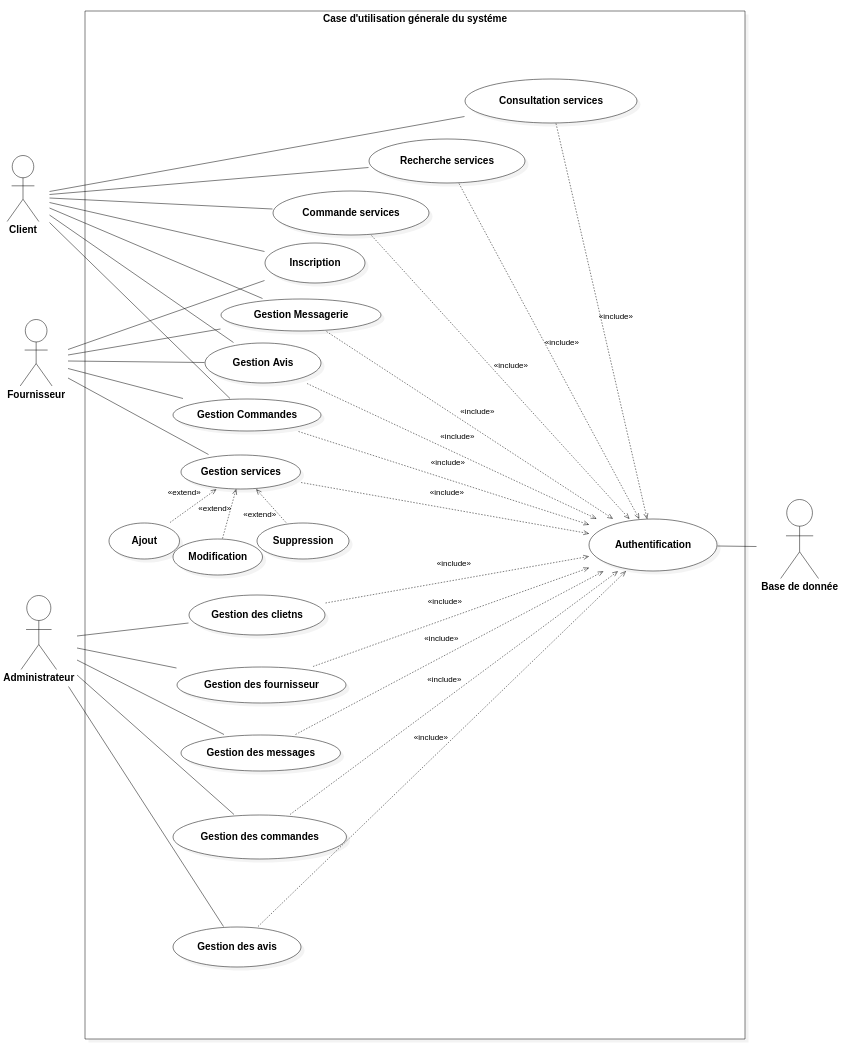 Case d'utilisation génerale du systéme
Consultation services
Recherche services
Commande services
Client
Inscription
Gestion Messagerie
«include»
«include»
Gestion Avis
«include»
Fournisseur
Gestion Commandes
«include»
«include»
«include»
Gestion services
«extend»
«include»
«extend»
«extend»
Ajout
Suppression
Modification
Authentification
Base de donnée
«include»
«include»
Gestion des clietns
«include»
Administrateur
«include»
Gestion des fournisseur
«include»
Gestion des messages
Gestion des commandes
Gestion des avis